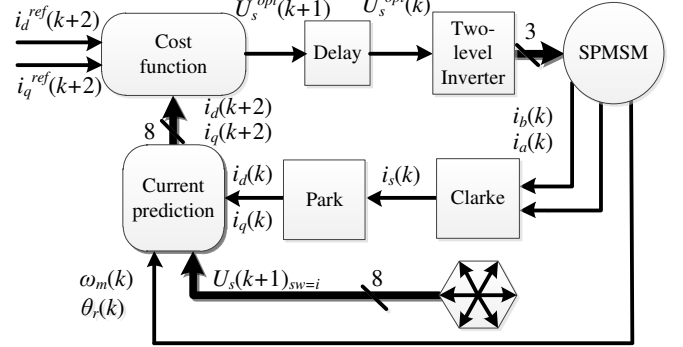 i_d^ref(k+2)
i_q^ref(k+2)
Cost
function
U_s^opt(k+1)
Delay
U_s^opt(k)
Two-
level
Inverter
3
SPMSM
8
i_d(k+2)
i_q(k+2)
i_b(k)
i_a(k)
Current
prediction
i_d(k)
i_q(k)
Park
i_s(k)
Clarke
ω_m(k)
θ_r(k)
U_s(k+1)_sw=i
8